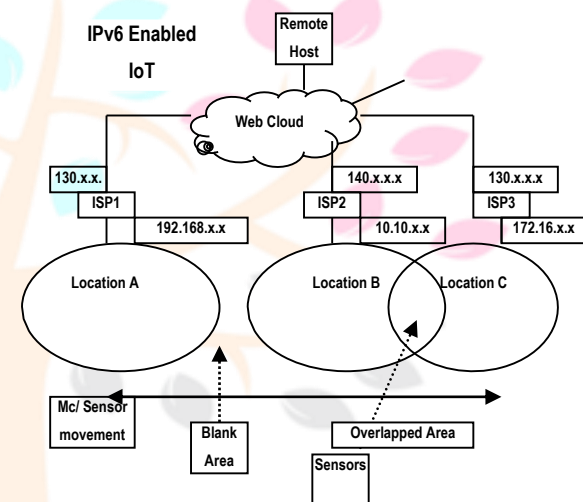 IPv6 Enabled
IoT
Remote
Host
Web Cloud
130.x.x.
140.x.x.x
130.x.x.x
ISP1
ISP2
ISP3
192.168.x.x
10.10.x.x
172.16.x.x
Location A
Location B
Location C
Mc/ Sensor
movement
Blank
Area
Overlapped Area
Sensors